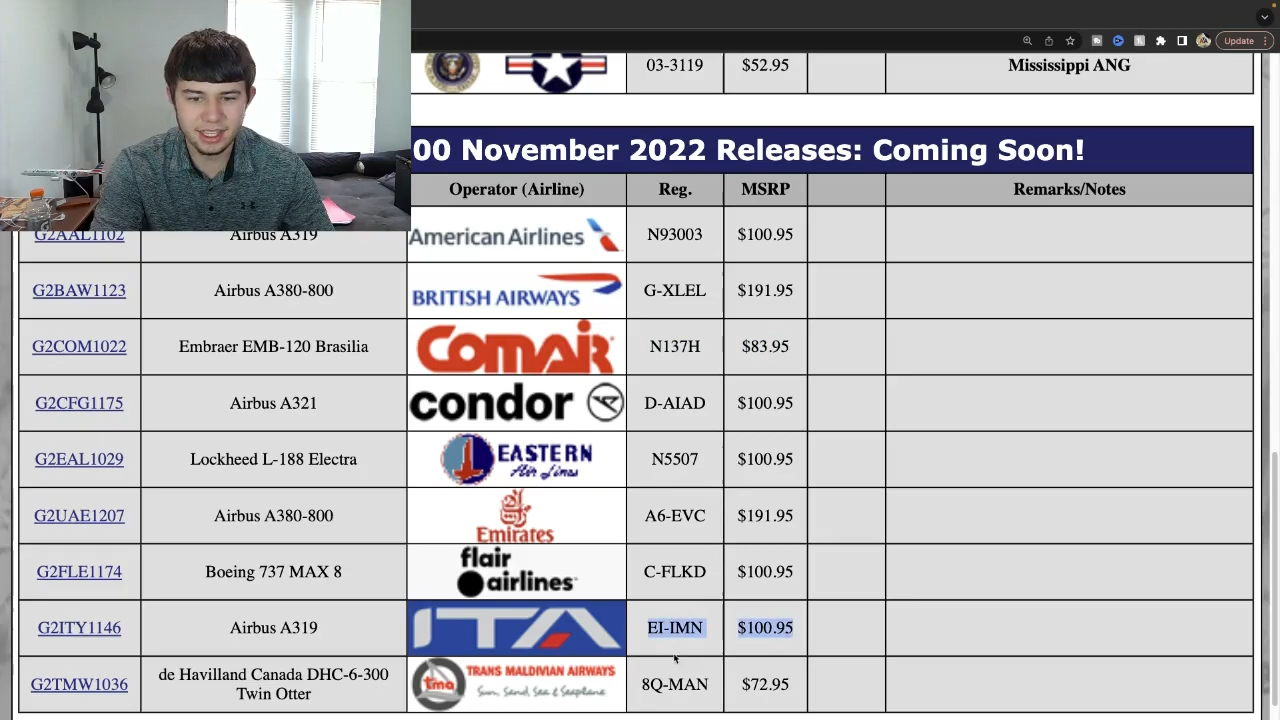 Update
03-3119 $52.95 Mississippi ANG
00 November 2022 Releases: Coming Soon!
Operator (Airline) Reg. MSRP Remarks/Notes
G2AAL1102 Airbus A319 American Airlines N93003 $100.95
G2BAW1123 Airbus A380-800 BRITISH AIRWAYS G-XLEL $191.95
G2COM1022 Embraer EMB-120 Brasilia COMAIR N137H $83.95
G2CFG1175 Airbus A321 condor D-AIAD $100.95
G2EAL1029 Lockheed L-188 Electra EASTERN Air Lines N5507 $100.95
G2UAE1207 Airbus A380-800 Emirates A6-EVC $191.95
G2FLE1174 Boeing 737 MAX 8 flair airlines C-FLKD $100.95
G2ITY1146 Airbus A319 ITA EI-IMN $100.95
G2TMW1036 de Havilland Canada DHC-6-300 Twin Otter tma TRANS MALDIVIAN AIRWAYS Sun, Sand, Sea & Seaplane 8Q-MAN $72.95